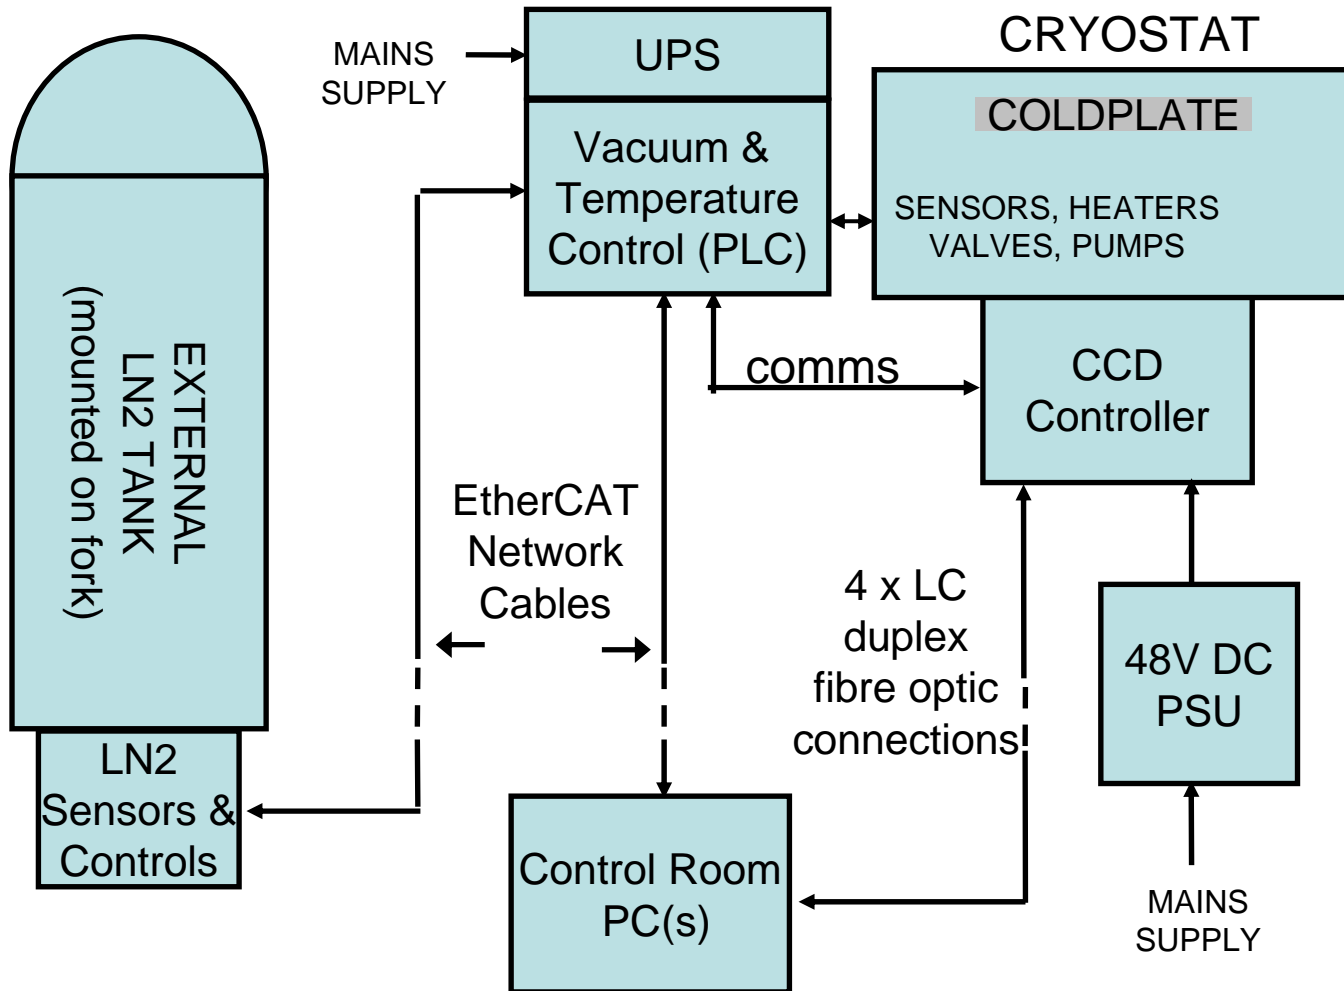 CRYOSTAT
MAINS
SUPPLY
UPS
COLDPLATE
Vacuum &
Temperature
Control (PLC)
SENSORS, HEATERS
VALVES, PUMPS
EXTERNAL
LN2 TANK
(mounted on fork)
comms
CCD
Controller
EtherCAT
Network
Cables
4 x LC
duplex
fibre optic
connections
48V DC
PSU
LN2
Sensors &
Controls
Control Room
PC(s)
MAINS
SUPPLY